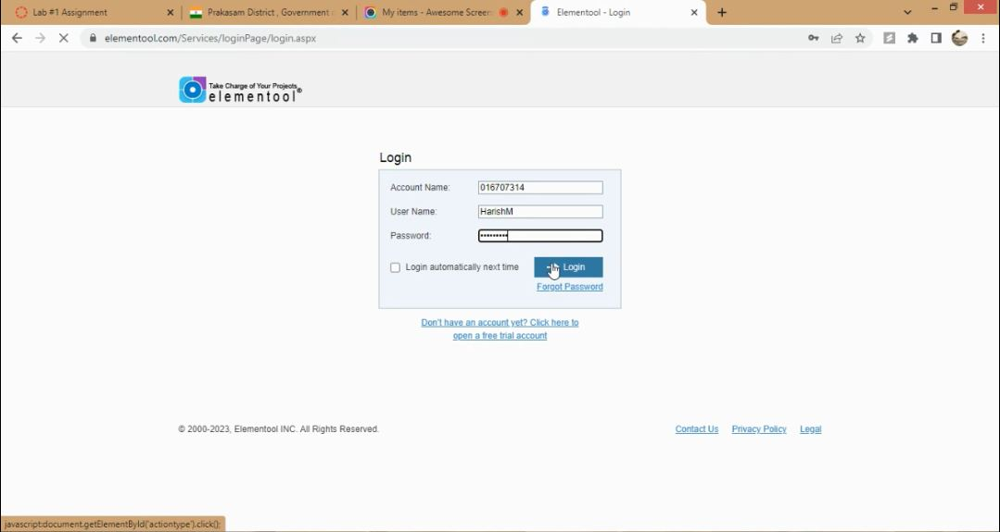 Lab #1 Assignment
Prakasam District , Government
My items - Awesome Screen
Elementool - Login
elementool.com/Services/loginPage/login.aspx
Take Charge of Your Projects
elementool®
Login
Account Name: 016707314
User Name: HarishM
Password: •••••••••
Login automatically next time
Login
Forgot Password
Don't have an account yet? Click here to
open a free trial account
© 2000-2023, Elementool INC. All Rights Reserved.
Contact Us Privacy Policy Legal
javascript:document.getElementById('actiontype').click();